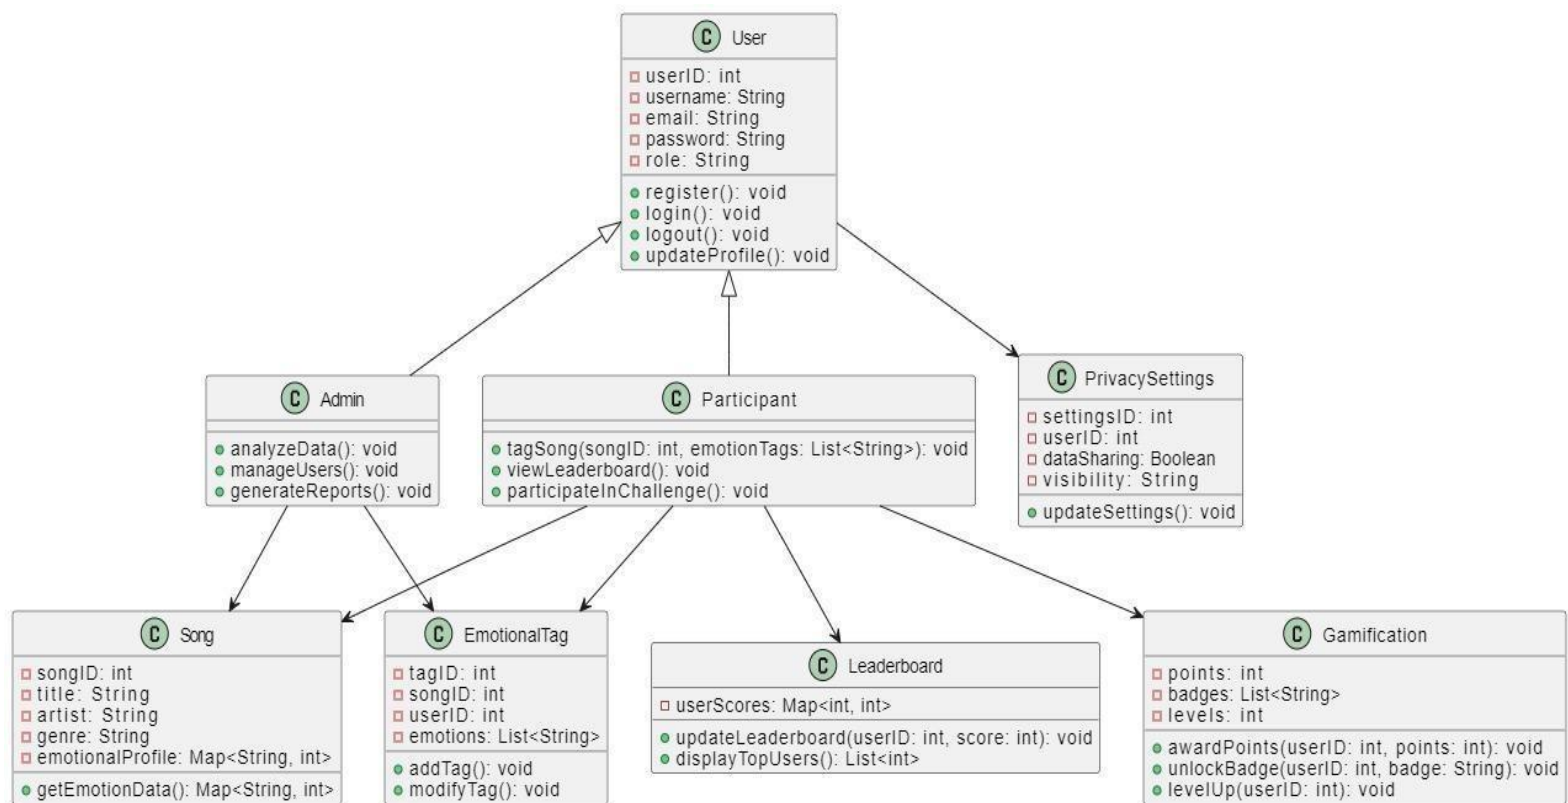 C User
userID: int
username: String
email: String
password: String
role: String
register(): void
login(): void
logout(): void
updateProfile(): void
C Admin
analyzeData(): void
manageUsers(): void
generateReports(): void
C Participant
tagSong(songID: int, emotionTags: List<String>): void
viewLeaderboard(): void
participateInChallenge(): void
C PrivacySettings
settingsID: int
userID: int
dataSharing: Boolean
visibility: String
updateSettings(): void
C Song
songID: int
title: String
artist: String
genre: String
emotionalProfile: Map<String, int>
getEmotionData(): Map<String, int>
C EmotionalTag
tagID: int
songID: int
userID: int
emotions: List<String>
addTag(): void
modifyTag(): void
C Leaderboard
userScores: Map<int, int>
updateLeaderboard(userID: int, score: int): void
displayTopUsers(): List<int>
C Gamification
points: int
badges: List<String>
levels: int
awardPoints(userID: int, points: int): void
unlockBadge(userID: int, badge: String): void
levelUp(userID: int): void